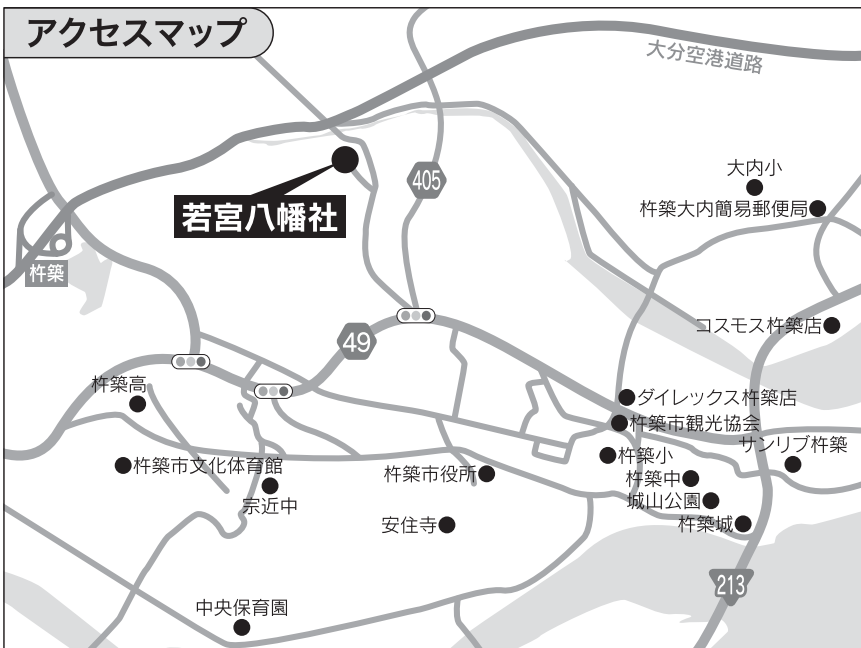 アクセスマップ
大分空港道路
大内小
405
杵築大内簡易郵便局
若宮八幡社
杵築
コスモス杵築店
49
杵築高
ダイレックス杵築店
杵築市観光協会
サンリブ杵築
杵築市文化体育館
杵築市役所
杵築小
杵築中
宗近中
城山公園
安住寺
杵築城
213
中央保育園